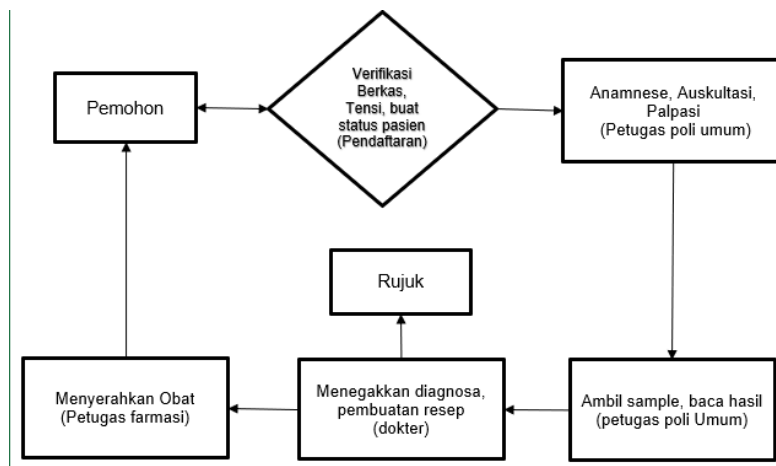 Pemohon
Verifikasi
Berkas,
Tensi, buat
status pasien
(Pendaftaran)
Anamnese, Auskultasi,
Palpasi
(Petugas poli umum)
Rujuk
Menyerahkan Obat
(Petugas farmasi)
Menegakkan diagnosa,
pembuatan resep
(dokter)
Ambil sample, baca hasil
(petugas poli Umum)